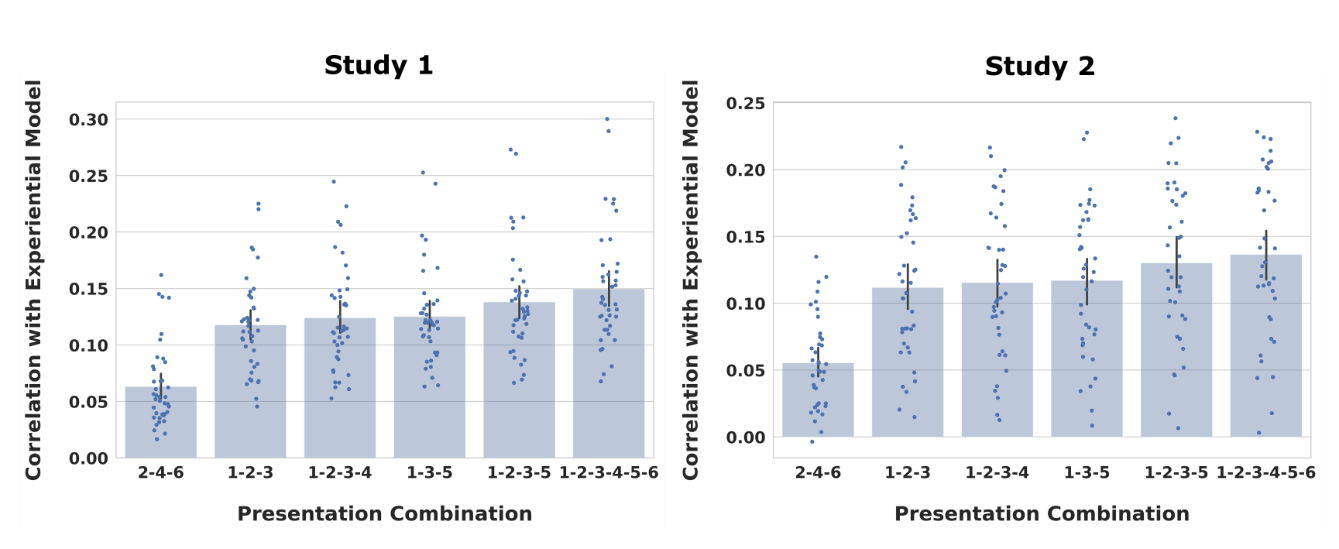 Study 1
Correlation with Experiential Model
0.30
0.25
0.20
0.15
0.10
0.05
0.00
2-4-6 1-2-3 1-2-3-4 1-3-5 1-2-3-5 1-2-3-4-5-6
Presentation Combination
Study 2
Correlation with Experiential Model
0.25
0.20
0.15
0.10
0.05
0.00
2-4-6 1-2-3 1-2-3-4 1-3-5 1-2-3-5 1-2-3-4-5-6
Presentation Combination